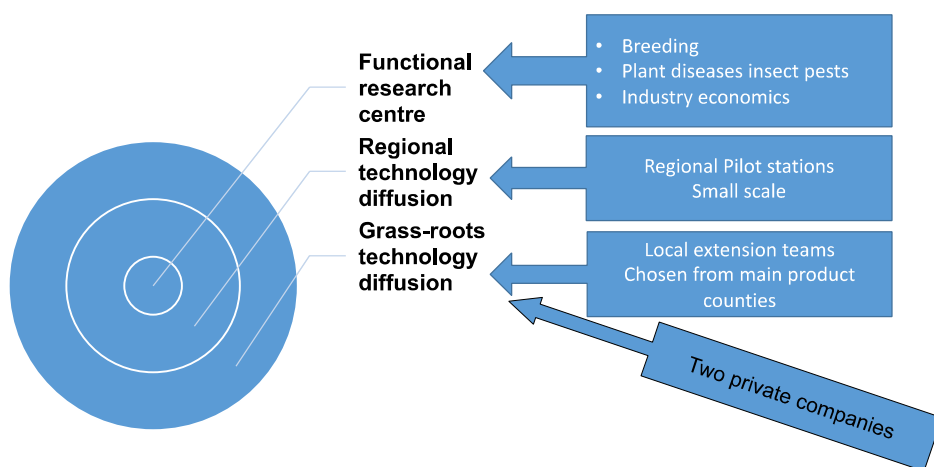 Functional
research
centre
• Breeding
• Plant diseases insect pests
• Industry economics
Regional
technology
diffusion
Regional Pilot stations
Small scale
Grass-roots
technology
diffusion
Local extension teams
Chosen from main product
counties
Two private companies